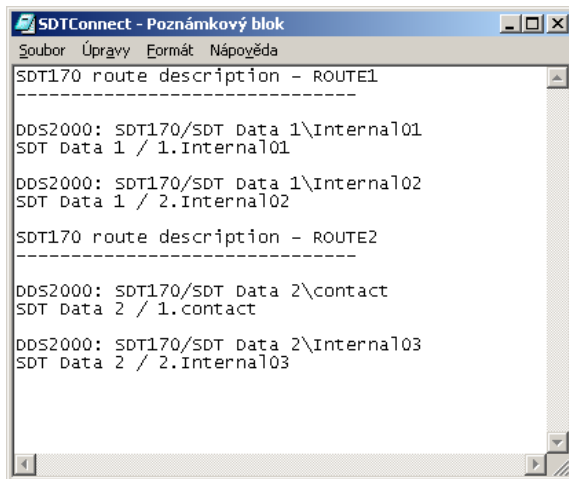 SDTConnect - Poznámkový blok
Soubor Úpravy Formát Nápověda
SDT170 route description - ROUTE1
-------------------------------
DDS2000: SDT170/SDT Data 1\Internal01
SDT Data 1 / 1.Internal01
DDS2000: SDT170/SDT Data 1\Internal02
SDT Data 1 / 2.Internal02
SDT170 route description - ROUTE2
-------------------------------
DDS2000: SDT170/SDT Data 2\contact
SDT Data 2 / 1.contact
DDS2000: SDT170/SDT Data 2\Internal03
SDT Data 2 / 2.Internal03